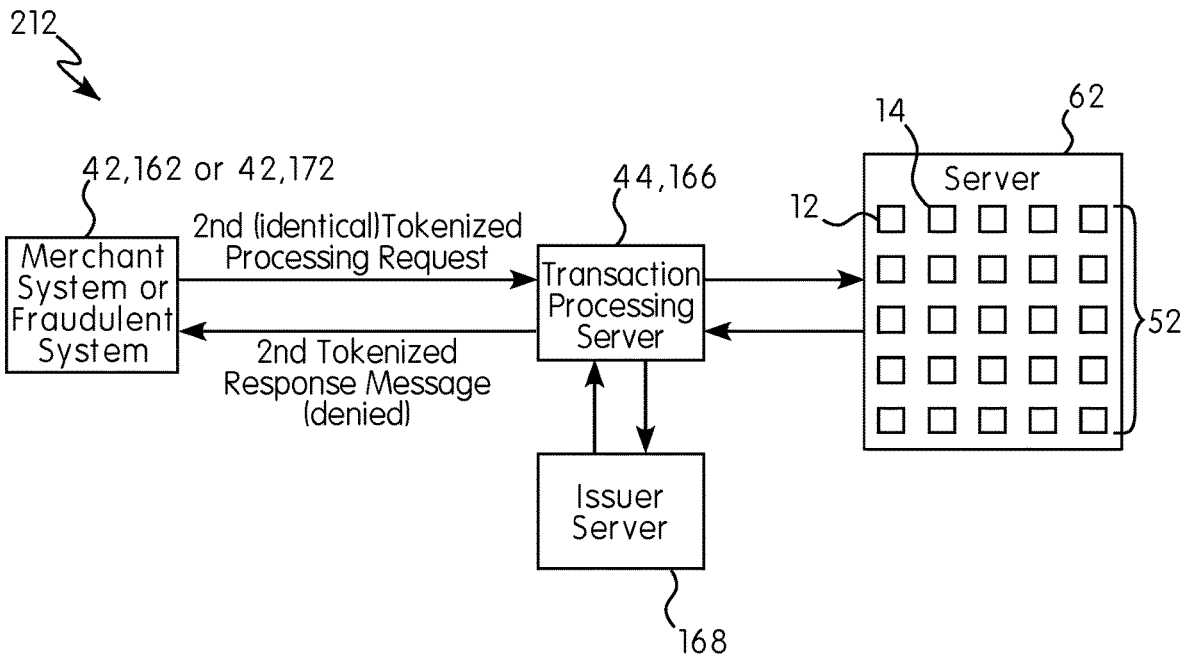 212
62
14
42,162 or 42,172
44,166
Server
12
2nd (identical)Tokenized
Processing Request
Merchant
System or
Fraudulent
System
Transaction
Processing
Server
52
2nd Tokenized
Response Message
(denied)
Issuer
Server
168